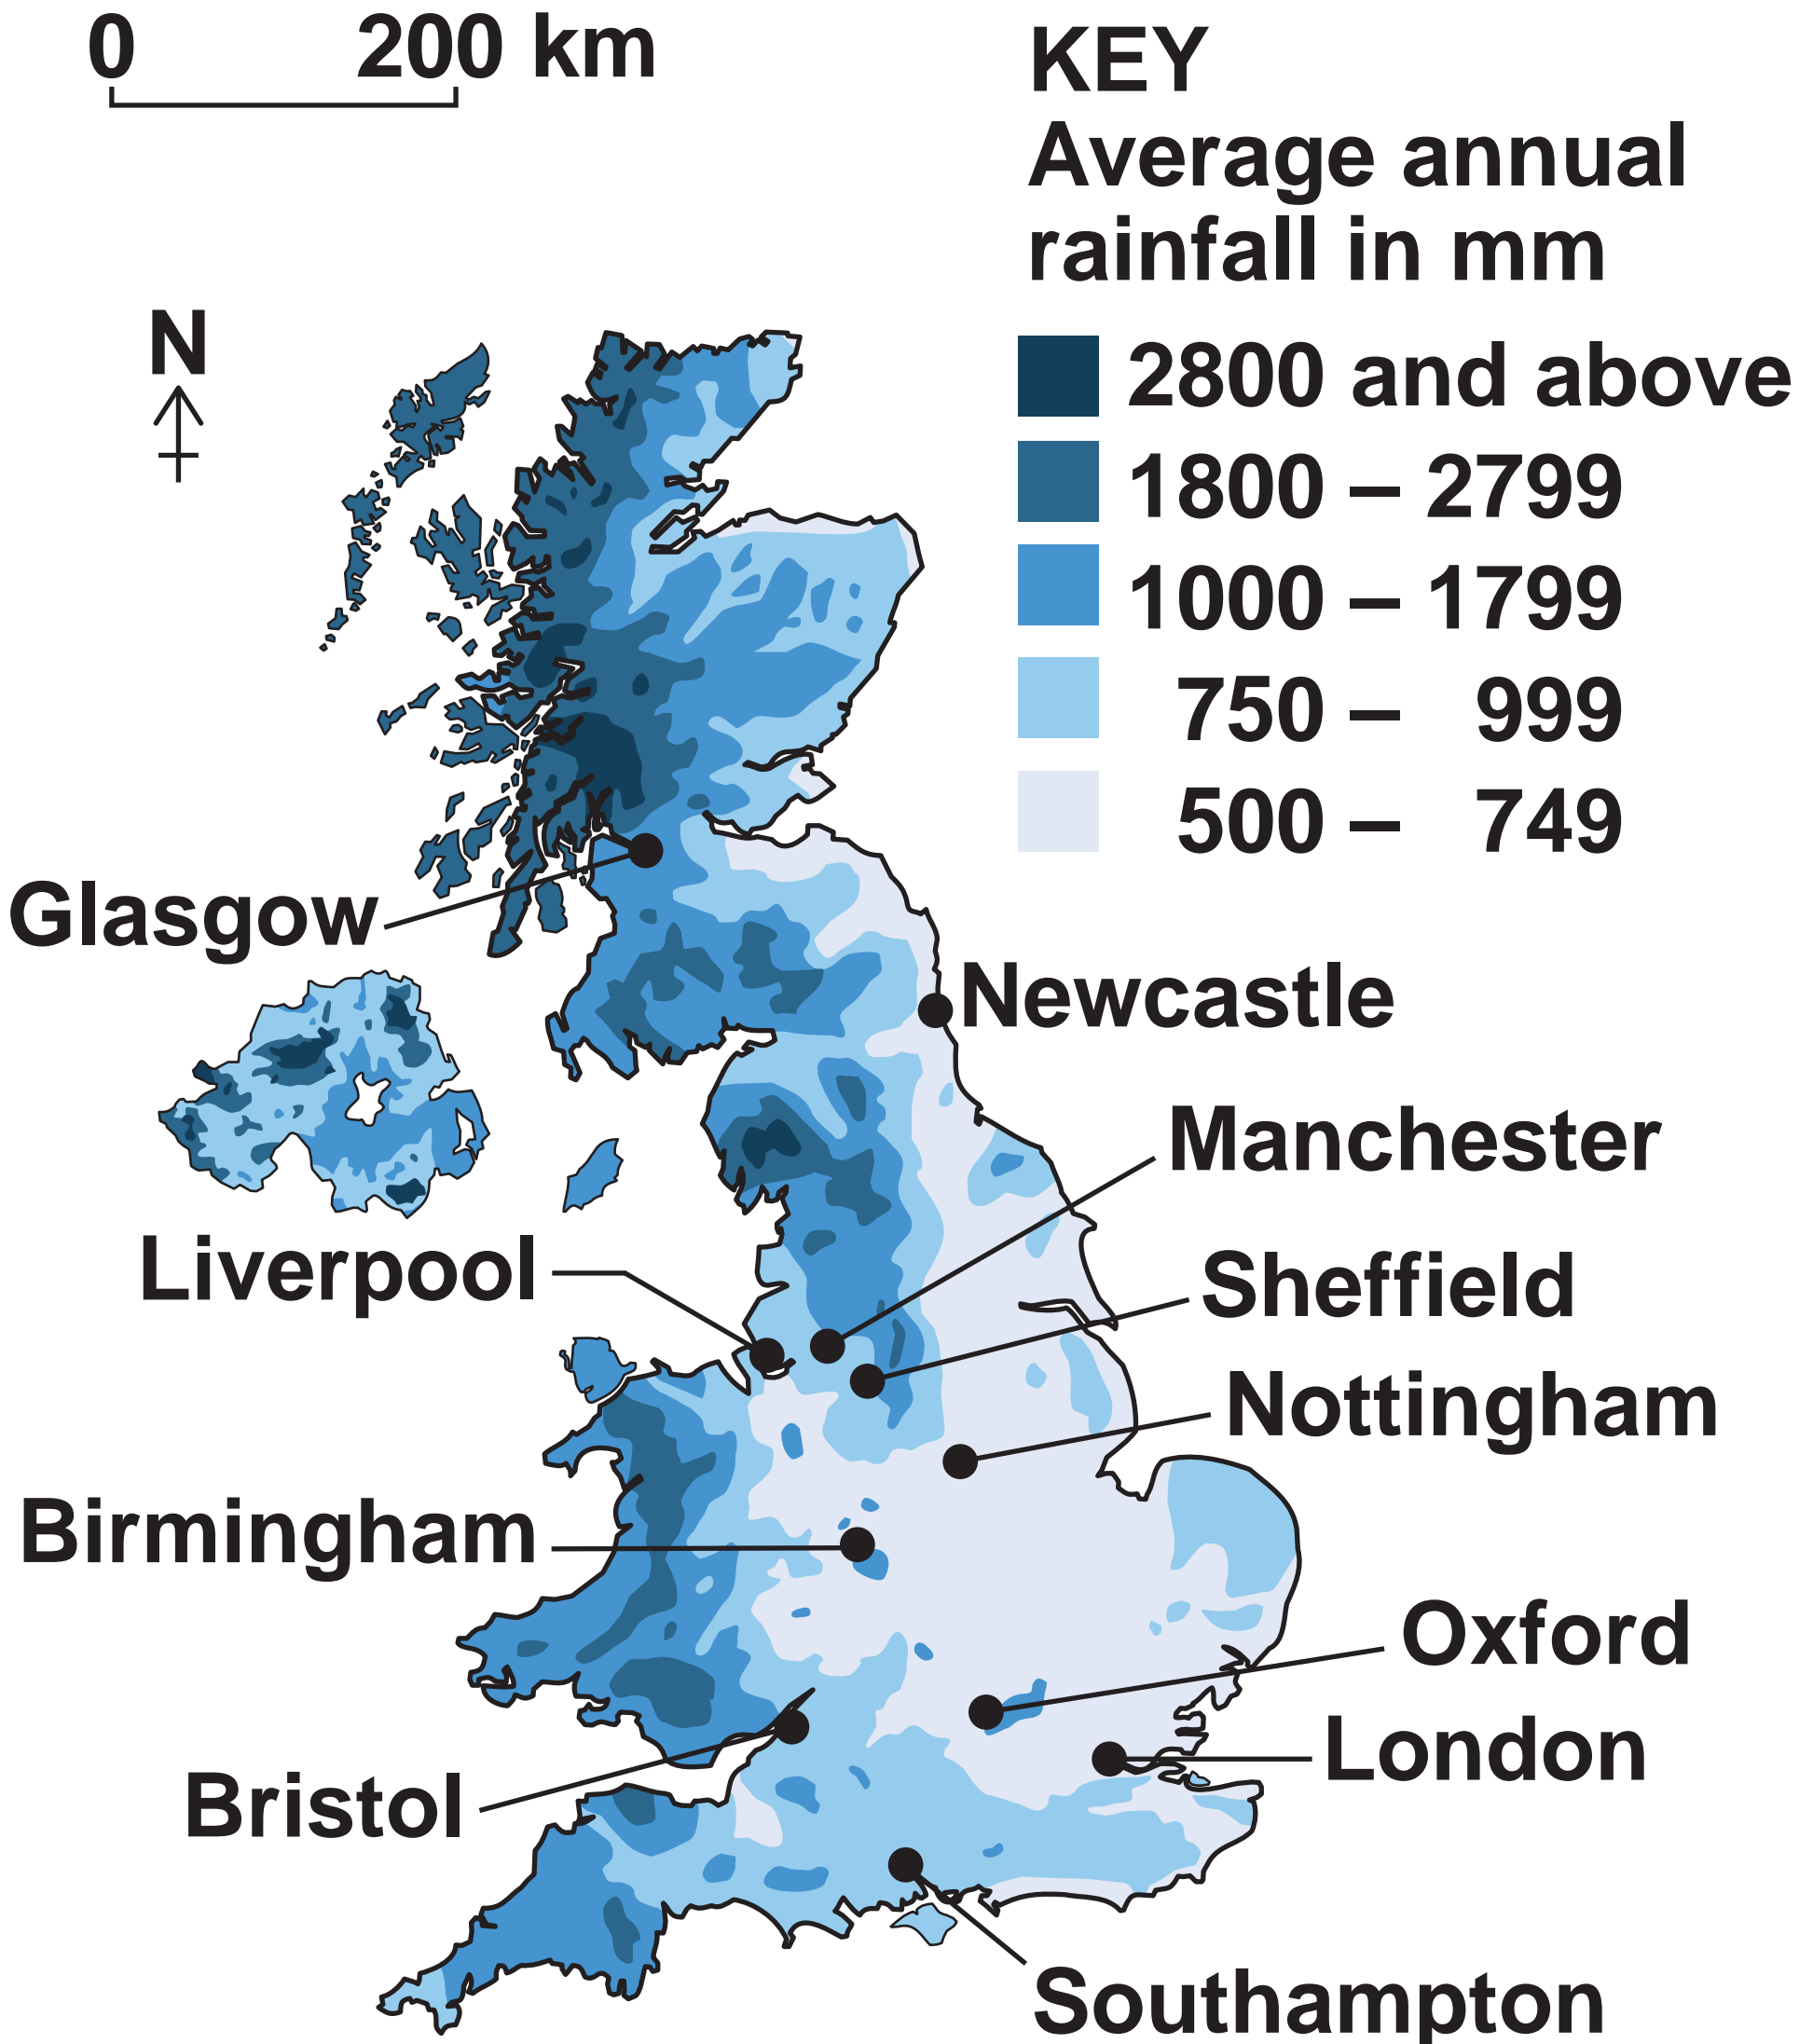 0 200 km
KEY
Average annual
rainfall in mm
N
2800 and above
1800 – 2799
1000 – 1799
750 – 999
500 – 749
Glasgow
Newcastle
Manchester
Liverpool
Sheffield
Nottingham
Birmingham
Oxford
London
Bristol
Southampton